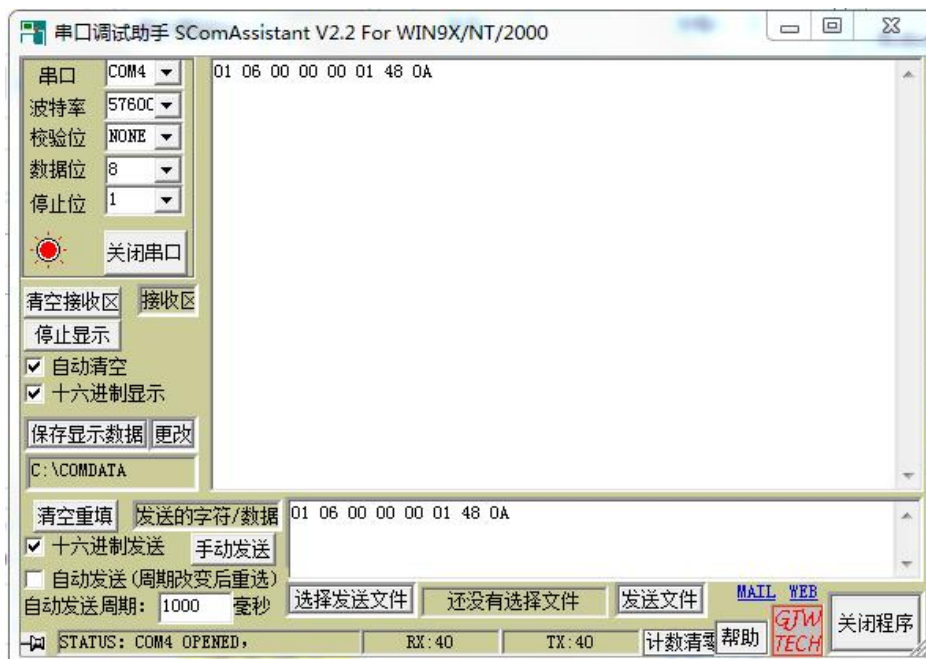 串口调试助手 SComAssistant V2.2 For WIN9X/NT/2000
串口 COM4
波特率 57600
校验位 NONE
数据位 8
停止位 1
关闭串口
清空接收区 接收区
停止显示
自动清空
十六进制显示
保存显示数据 更改
C:\COMDATA
01 06 00 00 00 01 48 0A
清空重填 发送的字符/数据
01 06 00 00 00 01 48 0A
十六进制发送 手动发送
自动发送(周期改变后重选)
自动发送周期: 1000 毫秒
选择发送文件 还没有选择文件 发送文件
MAIL WEB
GJW
TECH
关闭程序
STATUS: COM4 OPENED, RX:40 TX:40 计数清零 帮助